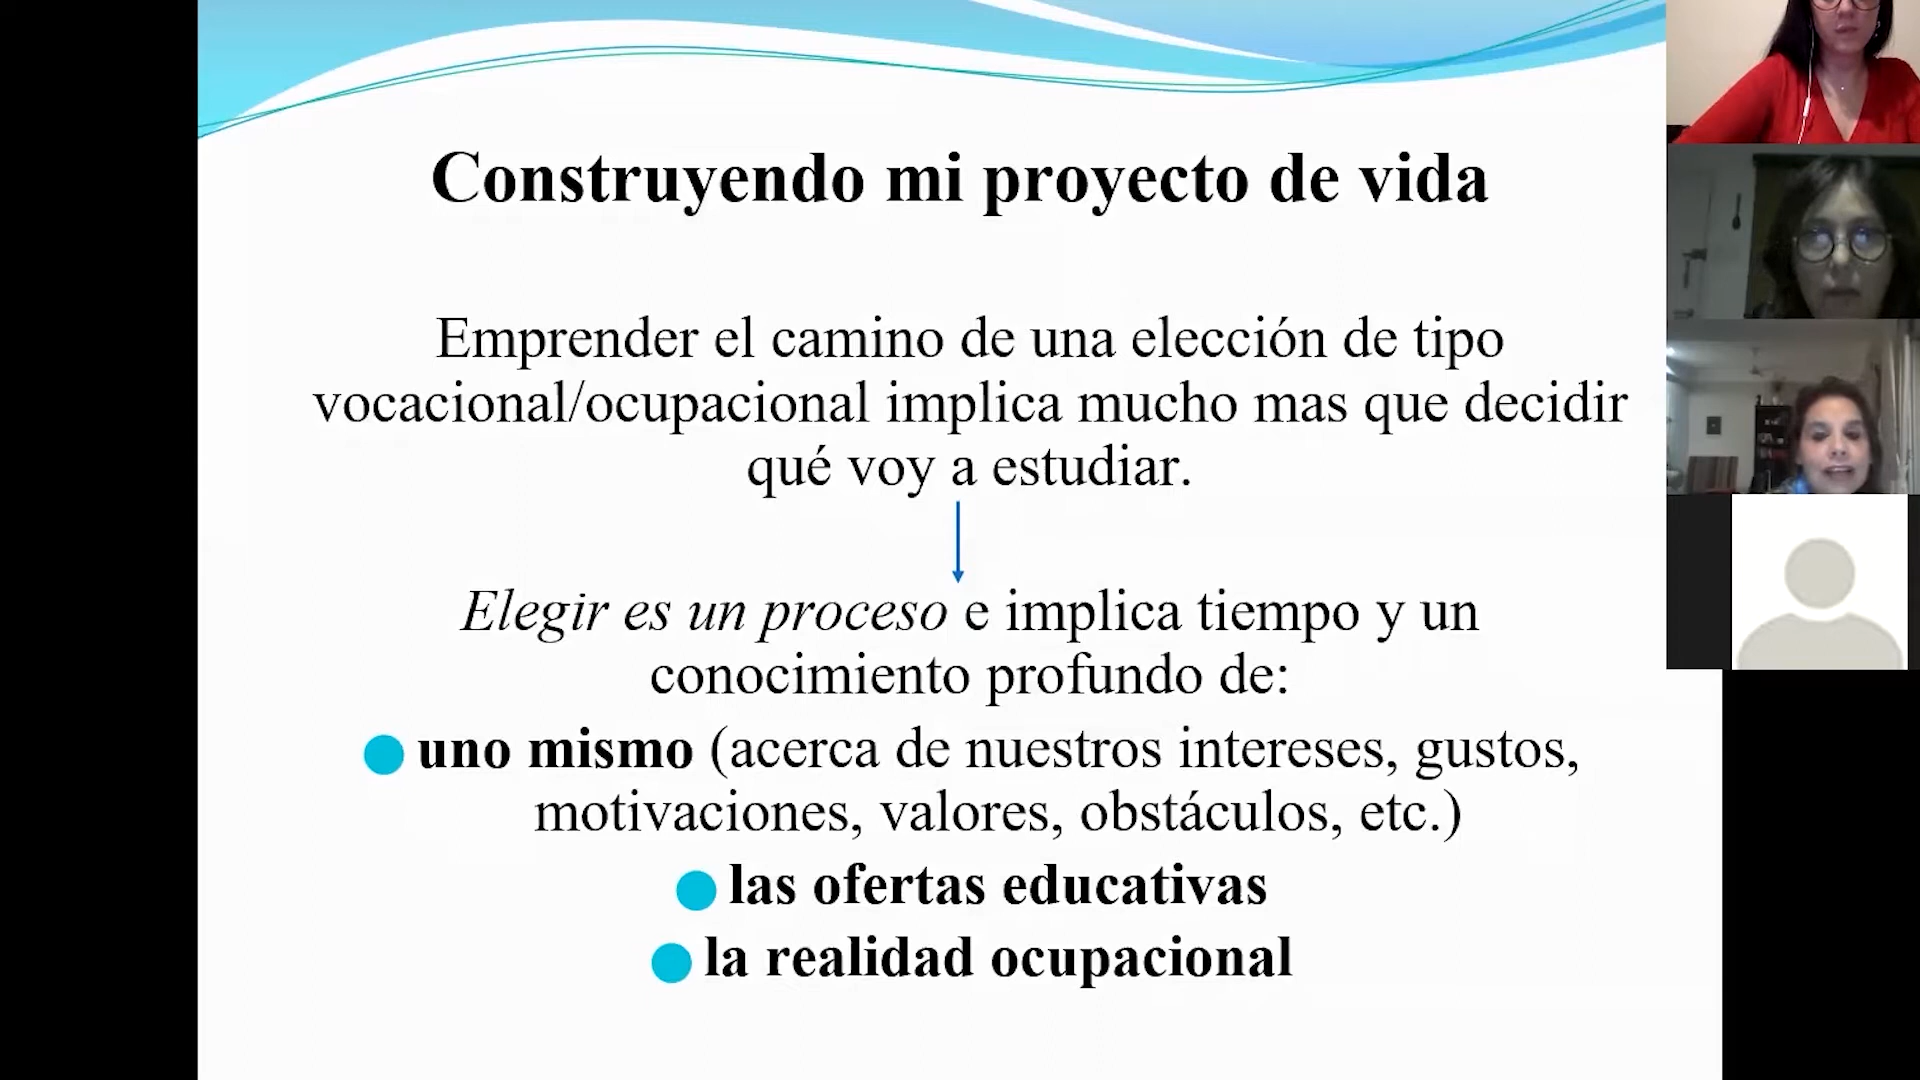 Construyendo mi proyecto de vida
Emprender el camino de una elección de tipo
vocacional/ocupacional implica mucho mas que decidir
qué voy a estudiar.
Elegir es un proceso e implica tiempo y un
conocimiento profundo de:
uno mismo (acerca de nuestros intereses, gustos,
motivaciones, valores, obstáculos, etc.)
las ofertas educativas
la realidad ocupacional